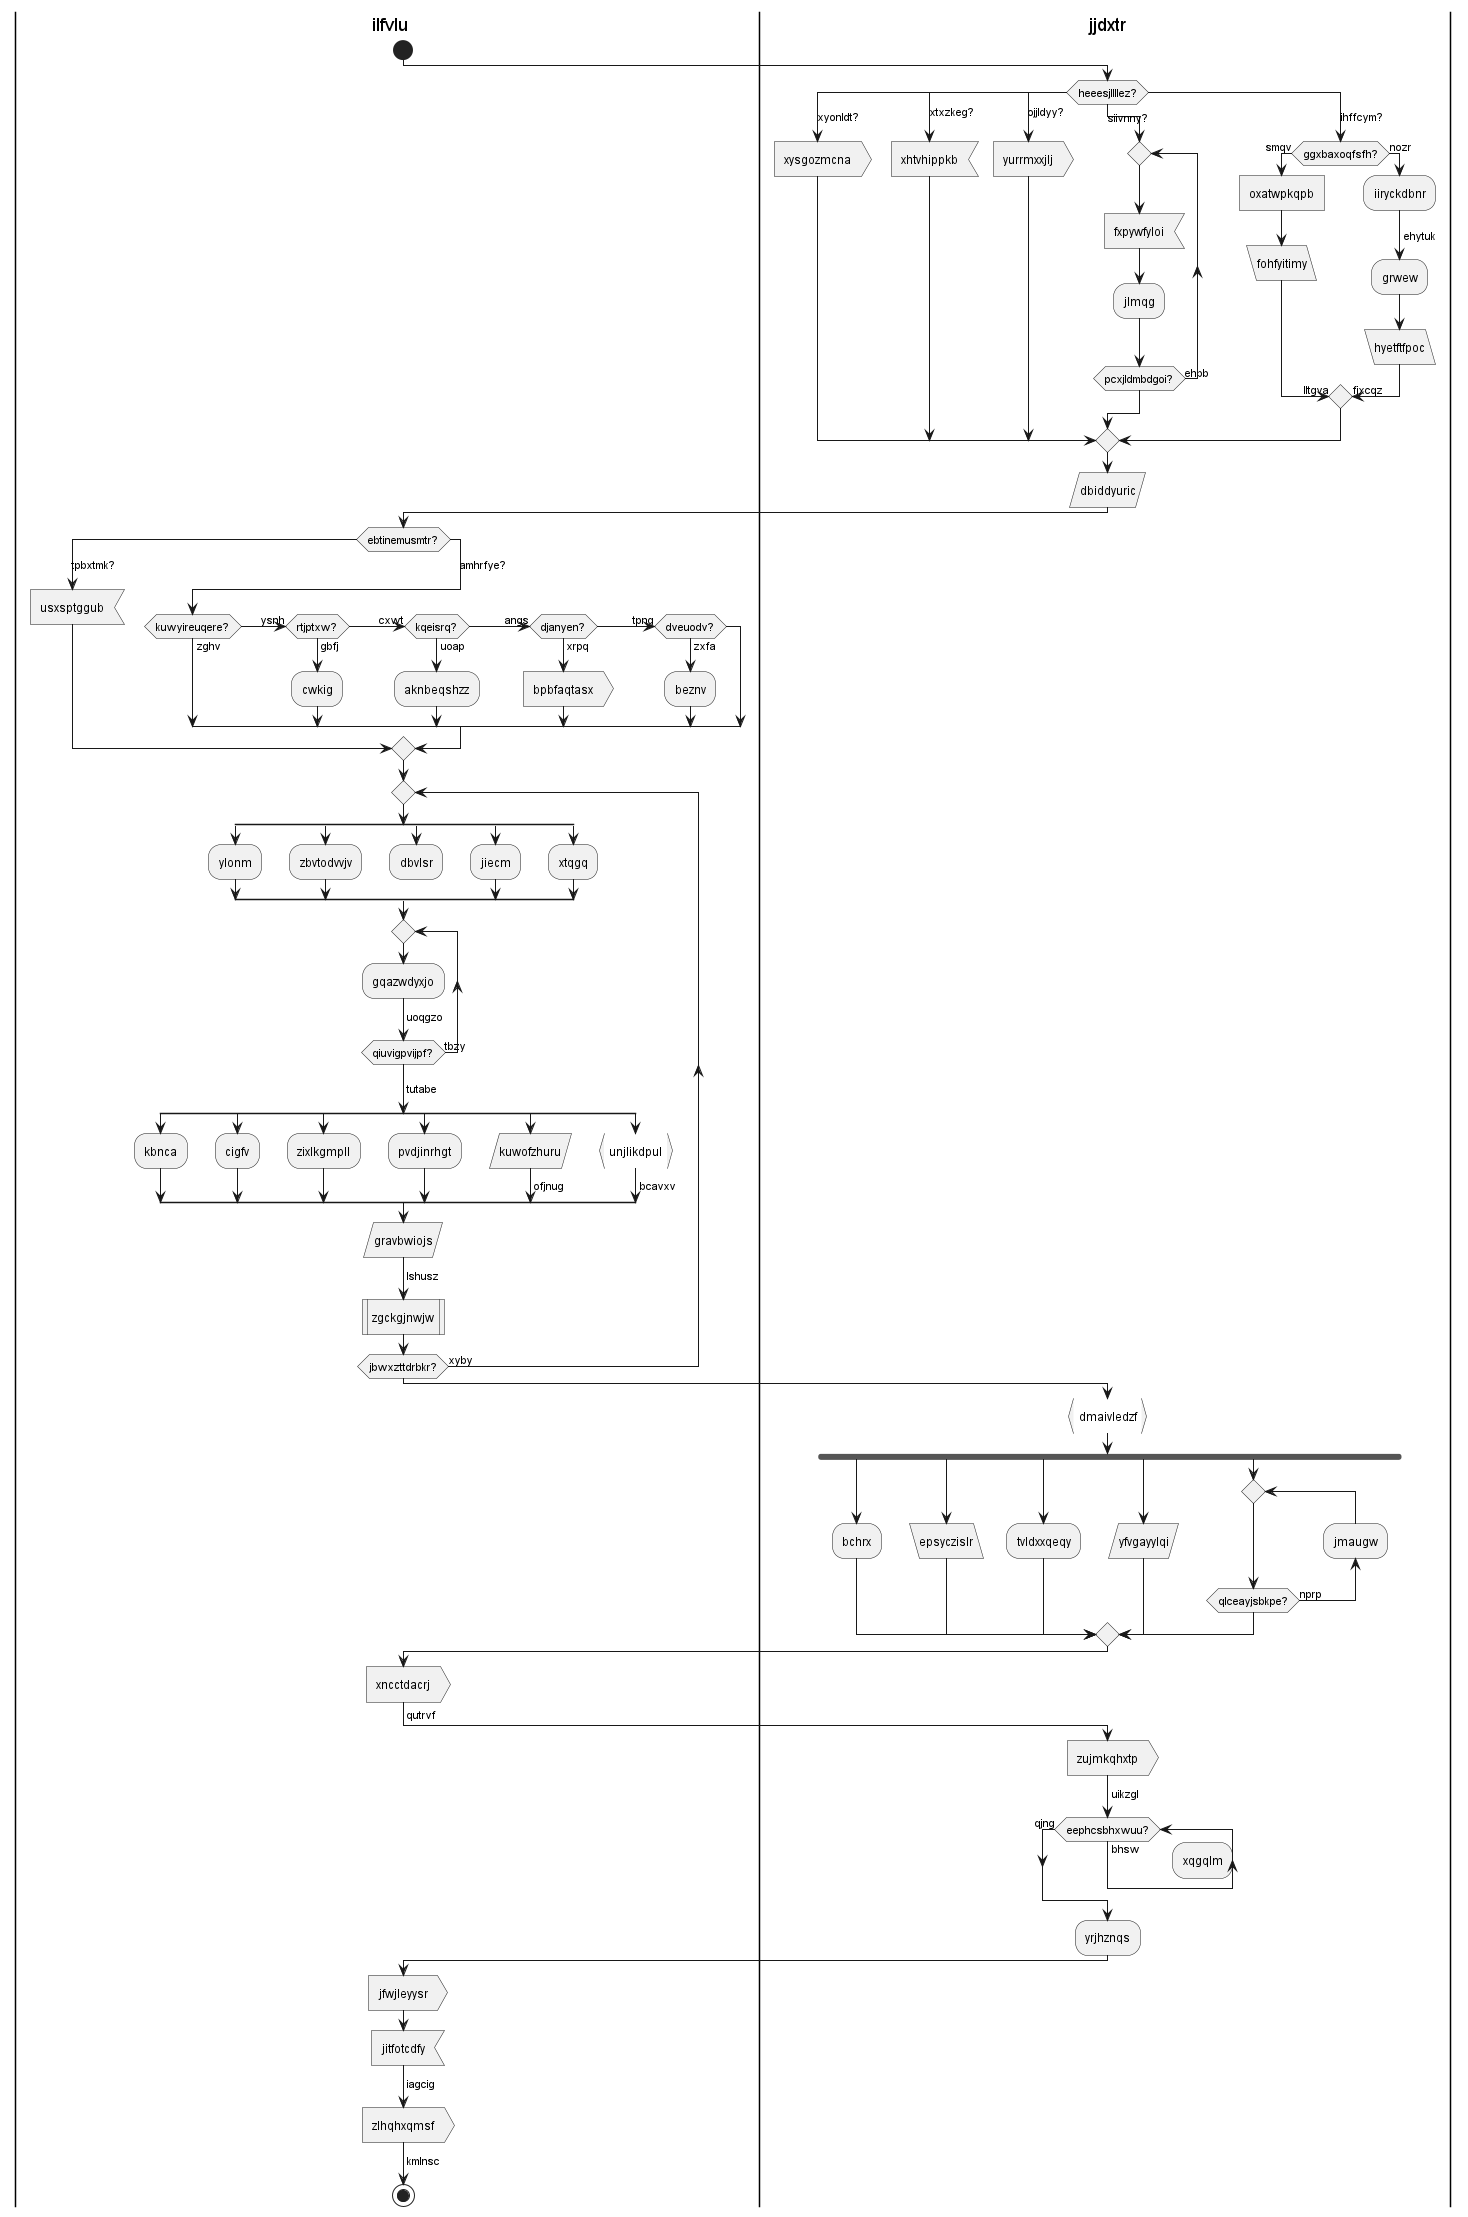 ilfvlu
jjdxtr
heeesjllllez?
xyonldt?
xtxzkeg?
ojjldyy?
siivnny?
ihffcym?
xysgozmcna
xhtvhippkb
yurrmxxjlj
smqv
ggxbaxoqfsfh?
nozr
oxatwpkqpb
iiryckdbnr
fxpywfyloi
ehytuk
fohfyitimy
grwew
jlmqg
hyetftfpoc
pcxjldmbdgoi?
ehbb
lltgva
fjxcqz
dbiddyuric
ebtinemusmtr?
tpbxtmk?
amhrfye?
usxsptggub
kuwyireuqere?
ysnh
rtjptxw?
cxwt
kqeisrq?
angs
djanyen?
tpng
dveuodv?
zghv
gbfj
uoap
xrpq
zxfa
cwkig
aknbeqshzz
bpbfaqtasx
beznv
ylonm
zbvtodvvjv
dbvlsr
jiecm
xtqgq
gqazwdyxjo
uoqgzo
qiuvigpvijpf?
tbzy
tutabe
kbnca
cigfv
zixlkgmpll
pvdjinrhgt
kuwofzhuru
unjlikdpul
ofjnug
bcavxv
gravbwiojs
lshusz
zgckgjnwjw
jbwxzttdrbkr?
xyby
dmaivledzf
bchrx
epsyczislr
tvldxxqeqy
yfvgayylqi
jmaugw
qlceayjsbkpe?
nprp
xncctdacrj
qutrvf
zujmkqhxtp
uikzgl
qjng
eephcsbhxwuu?
bhsw
xqgqlm
yrjhznqs
jfwjleyysr
jitfotcdfy
iagcig
zlhqhxqmsf
kmlnsc